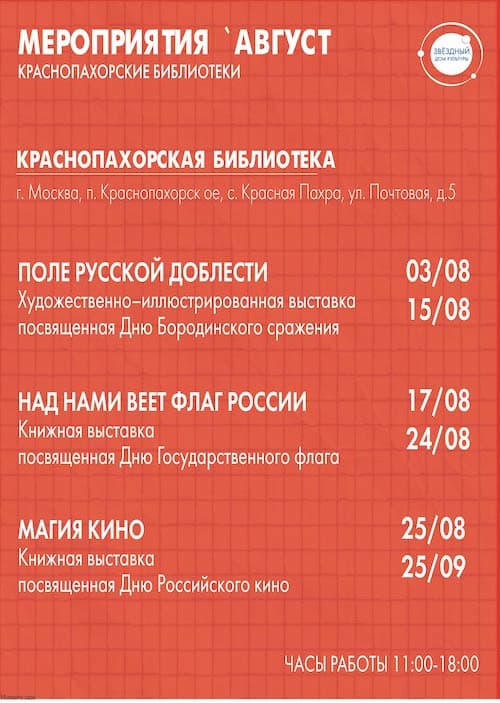 МЕРОПРИЯТИЯ `АВГУСТ
КРАСНОПАХОРСКИЕ БИБЛИОТЕКИ
ЗВЁЗДНЫЙ
ДОМ КУЛЬТУРЫ
КРАСНОПАХОРСКАЯ БИБЛИОТЕКА
г. Москва, п. Краснопахорск ое, с. Красная Пахра, ул. Почтовая, д.5
ПОЛЕ РУССКОЙ ДОБЛЕСТИ 03/08
Художественно–иллюстрированная выставка 15/08
посвященная Дню Бородинского сражения
НАД НАМИ ВЕЕТ ФЛАГ РОССИИ 17/08
Книжная выставка 24/08
посвященная Дню Государственного флага
МАГИЯ КИНО 25/08
Книжная выставка 25/09
посвященная Дню Российского кино
ЧАСЫ РАБОТЫ 11:00-18:00